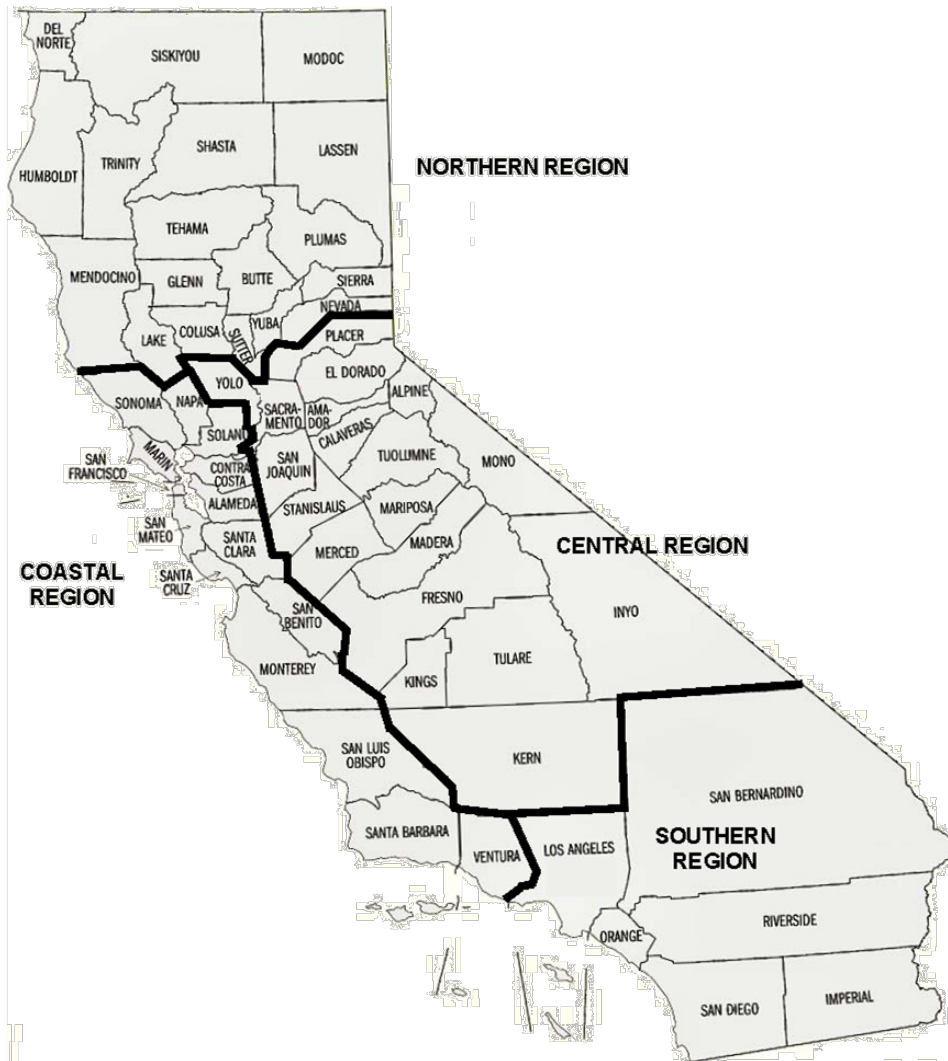 DEL
NORTE
SISKIYOU
MODOC
HUMBOLDT
TRINITY
SHASTA
LASSEN
NORTHERN REGION
TEHAMA
PLUMAS
MENDOCINO
GLENN
BUTTE
SIERRA
NEVADA
LAKE
COLUSA
SUTTER
YUBA
PLACER
YOLO
EL DORADO
SONOMA
NAPA
SACRA-
MENTO
AMA-
DOR
ALPINE
SOLANO
CALAVERAS
MARIN
SAN
FRANCISCO
CONTRA
COSTA
SAN
JOAQUIN
TUOLUMNE
MONO
ALAMEDA
STANISLAUS
MARIPOSA
SAN
MATEO
SANTA
CLARA
MERCED
MADERA
CENTRAL REGION
COASTAL
REGION
SANTA
CRUZ
SAN
BENITO
FRESNO
INYO
MONTEREY
KINGS
TULARE
SAN LUIS
OBISPO
KERN
SAN BERNARDINO
SANTA BARBARA
VENTURA
LOS ANGELES
SOUTHERN
REGION
ORANGE
RIVERSIDE
SAN DIEGO
IMPERIAL